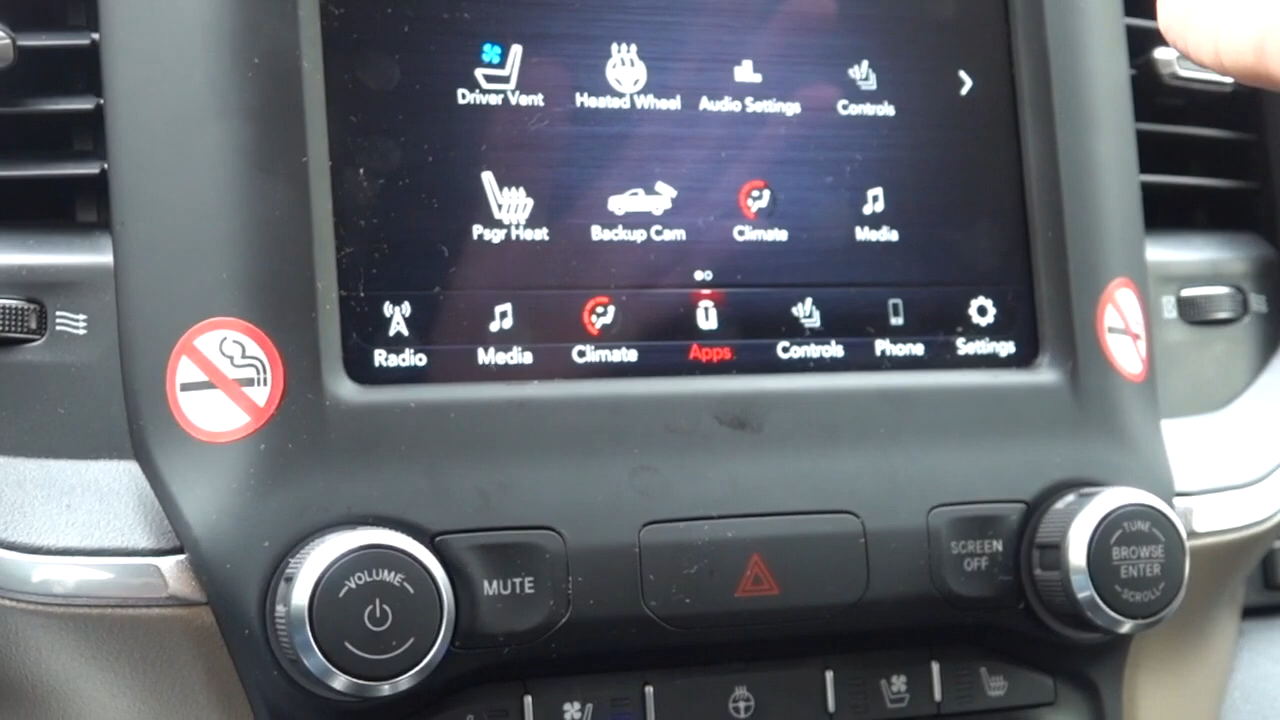 Driver Vent
Heated Wheel
Audio Settings
Controls
Psgr Heat
Backup Cam
Climate
Media
Radio
Media
Climate
Apps
Controls
Phone
Settings
VOLUME
MUTE
SCREEN
OFF
TUNE
BROWSE
ENTER
SCROLL